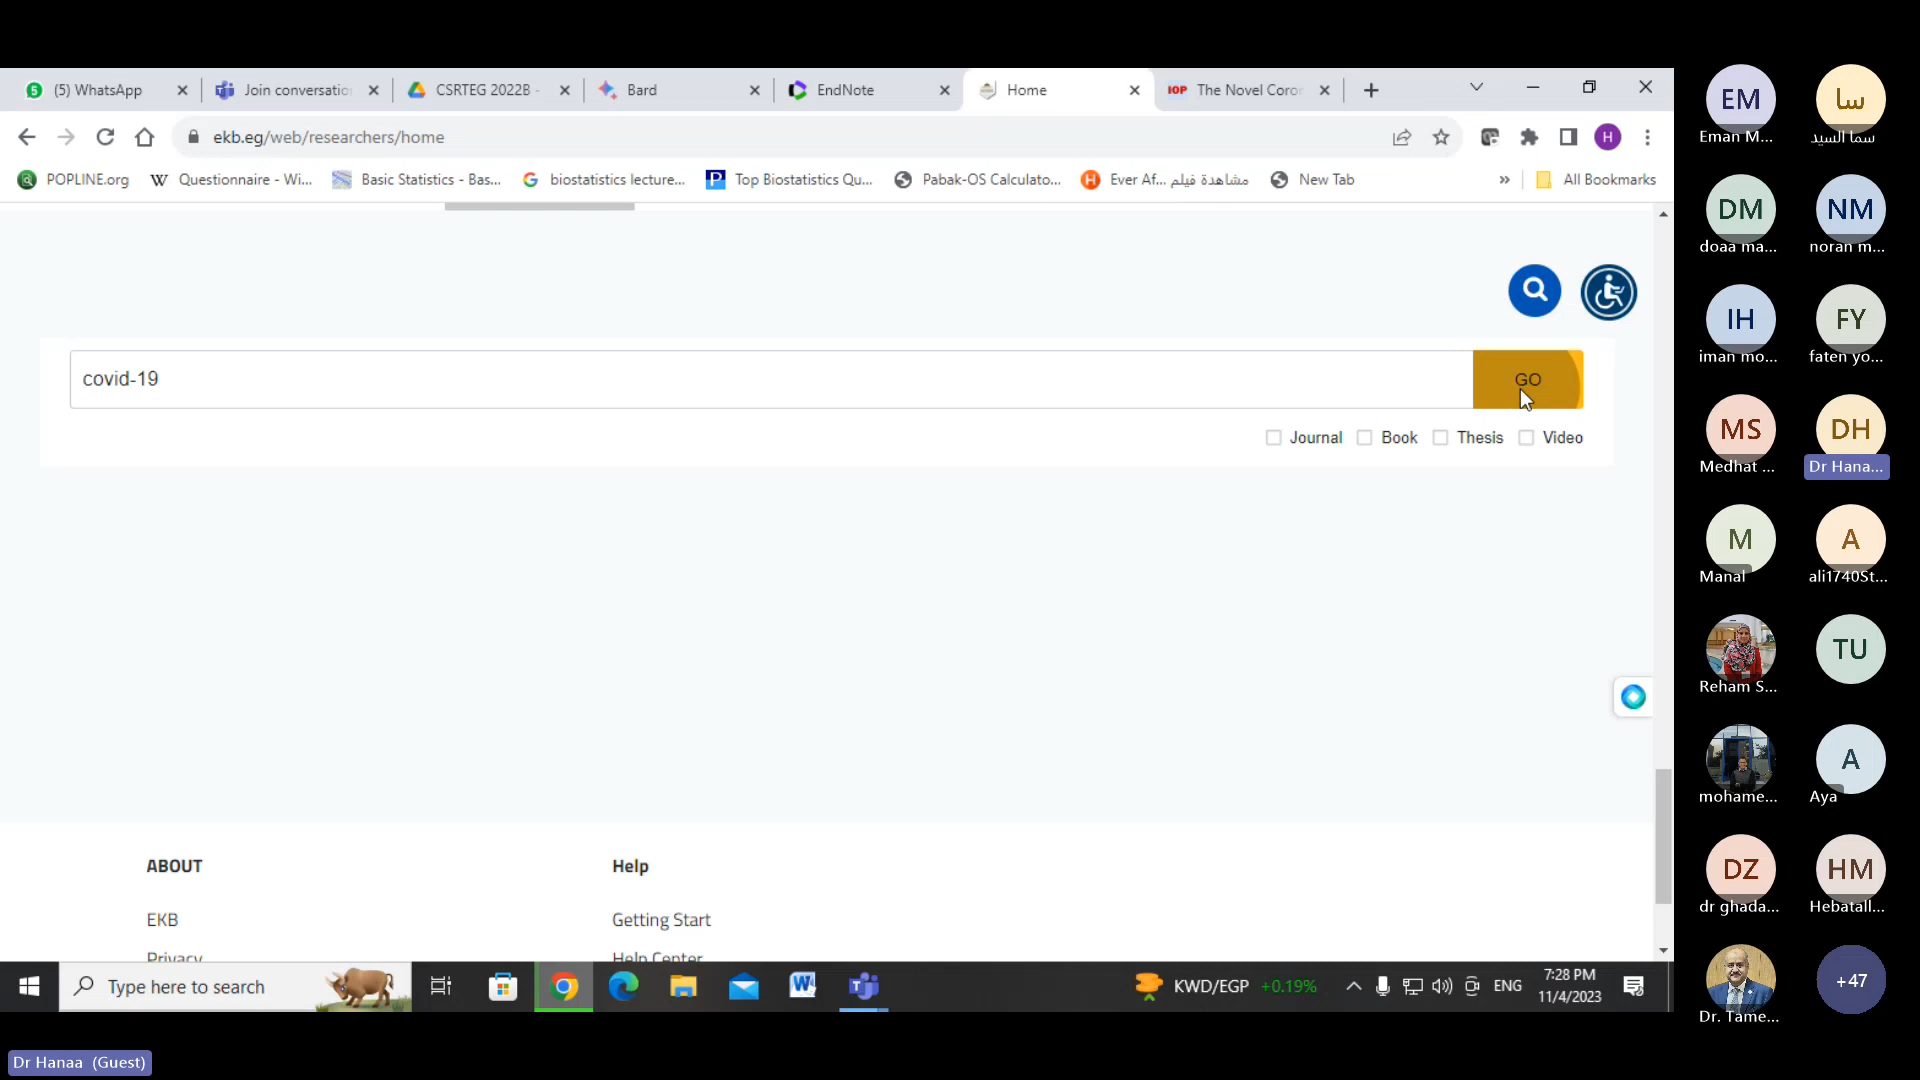 5 (5) WhatsApp
Join conversatio
CSRTEG 2022B -
Bard
EndNote
Home
IOP The Novel Coro
ekb.eg/web/researchers/home
H
POPLINE.org
W Questionnaire - Wi...
Basic Statistics - Bas...
G biostatistics lecture...
P Top Biostatistics Qu...
Pabak-OS Calculato...
H Ever Af... مشاهدة فيلم
New Tab
»
All Bookmarks
covid-19
GO
Journal
Book
Thesis
Video
ABOUT
Help
EKB
Getting Start
Privacy
Help Center
Type here to search
KWD/EGP +0.19%
ENG
7:28 PM
11/4/2023
EM
Eman M...
سا
سما السيد
DM
doaa ma...
NM
noran m...
IH
iman mo...
FY
faten yo...
MS
Medhat ...
DH
Dr Hana...
M
Manal
A
ali1740St...
Reham S...
TU
mohame...
A
Aya
DZ
dr ghada...
HM
Hebatall...
Dr. Tame...
+47
Dr Hanaa (Guest)